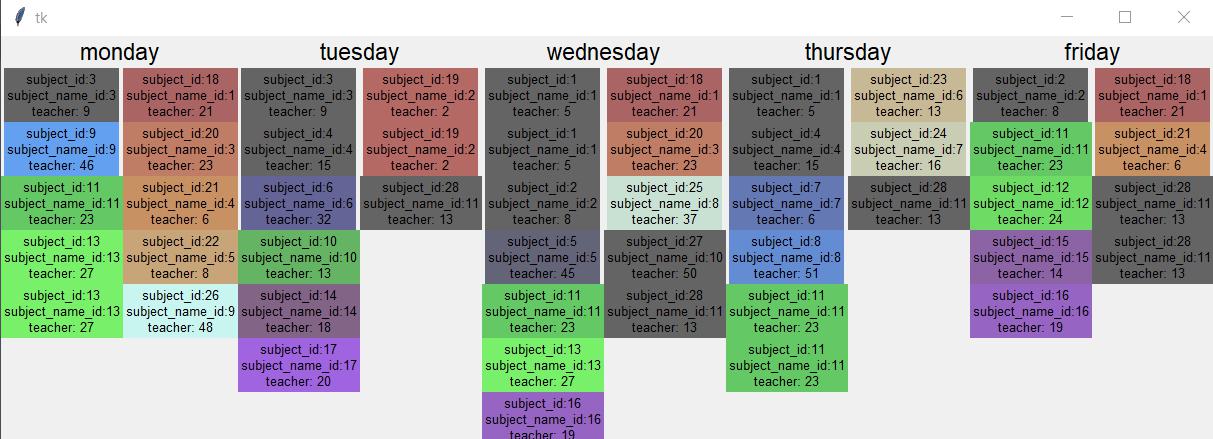 tk
monday tuesday wednesday thursday friday
subject_id:3 subject_id:18 subject_id:3 subject_id:19 subject_id:1 subject_id:18 subject_id:1 subject_id:23 subject_id:2 subject_id:18
subject_name_id:3 subject_name_id:1 subject_name_id:3 subject_name_id:2 subject_name_id:1 subject_name_id:1 subject_name_id:1 subject_name_id:6 subject_name_id:2 subject_name_id:1
teacher: 9 teacher: 21 teacher: 9 teacher: 2 teacher: 5 teacher: 21 teacher: 5 teacher: 13 teacher: 8 teacher: 21
subject_id:9 subject_id:20 subject_id:4 subject_id:19 subject_id:1 subject_id:20 subject_id:4 subject_id:24 subject_id:11 subject_id:21
subject_name_id:9 subject_name_id:3 subject_name_id:4 subject_name_id:2 subject_name_id:1 subject_name_id:3 subject_name_id:4 subject_name_id:7 subject_name_id:11 subject_name_id:4
teacher: 46 teacher: 23 teacher: 15 teacher: 2 teacher: 5 teacher: 23 teacher: 15 teacher: 16 teacher: 23 teacher: 6
subject_id:11 subject_id:21 subject_id:6 subject_id:28 subject_id:2 subject_id:25 subject_id:7 subject_id:28 subject_id:12 subject_id:28
subject_name_id:11 subject_name_id:4 subject_name_id:6 subject_name_id:11 subject_name_id:2 subject_name_id:8 subject_name_id:7 subject_name_id:11 subject_name_id:12 subject_name_id:11
teacher: 23 teacher: 6 teacher: 32 teacher: 13 teacher: 8 teacher: 37 teacher: 6 teacher: 13 teacher: 24 teacher: 13
subject_id:13 subject_id:22 subject_id:10 subject_id:5 subject_id:27 subject_id:8 subject_id:15 subject_id:28
subject_name_id:13 subject_name_id:5 subject_name_id:10 subject_name_id:5 subject_name_id:10 subject_name_id:8 subject_name_id:15 subject_name_id:11
teacher: 27 teacher: 8 teacher: 13 teacher: 45 teacher: 50 teacher: 51 teacher: 14 teacher: 13
subject_id:13 subject_id:26 subject_id:14 subject_id:11 subject_id:28 subject_id:11 subject_id:16
subject_name_id:13 subject_name_id:9 subject_name_id:14 subject_name_id:11 subject_name_id:11 subject_name_id:11 subject_name_id:16
teacher: 27 teacher: 48 teacher: 18 teacher: 23 teacher: 13 teacher: 23 teacher: 19
subject_id:17 subject_id:13 subject_id:11
subject_name_id:17 subject_name_id:13 subject_name_id:11
teacher: 20 teacher: 27 teacher: 23
subject_id:16
subject_name_id:16
teacher: 19